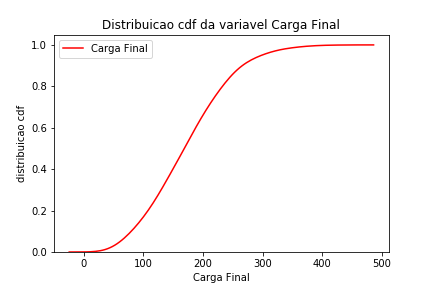 Distribuicao cdf da variavel Carga Final
Carga Final
1.0
0.8
0.6
0.4
0.2
0.0
distribuicao cdf
0 100 200 300 400 500
Carga Final